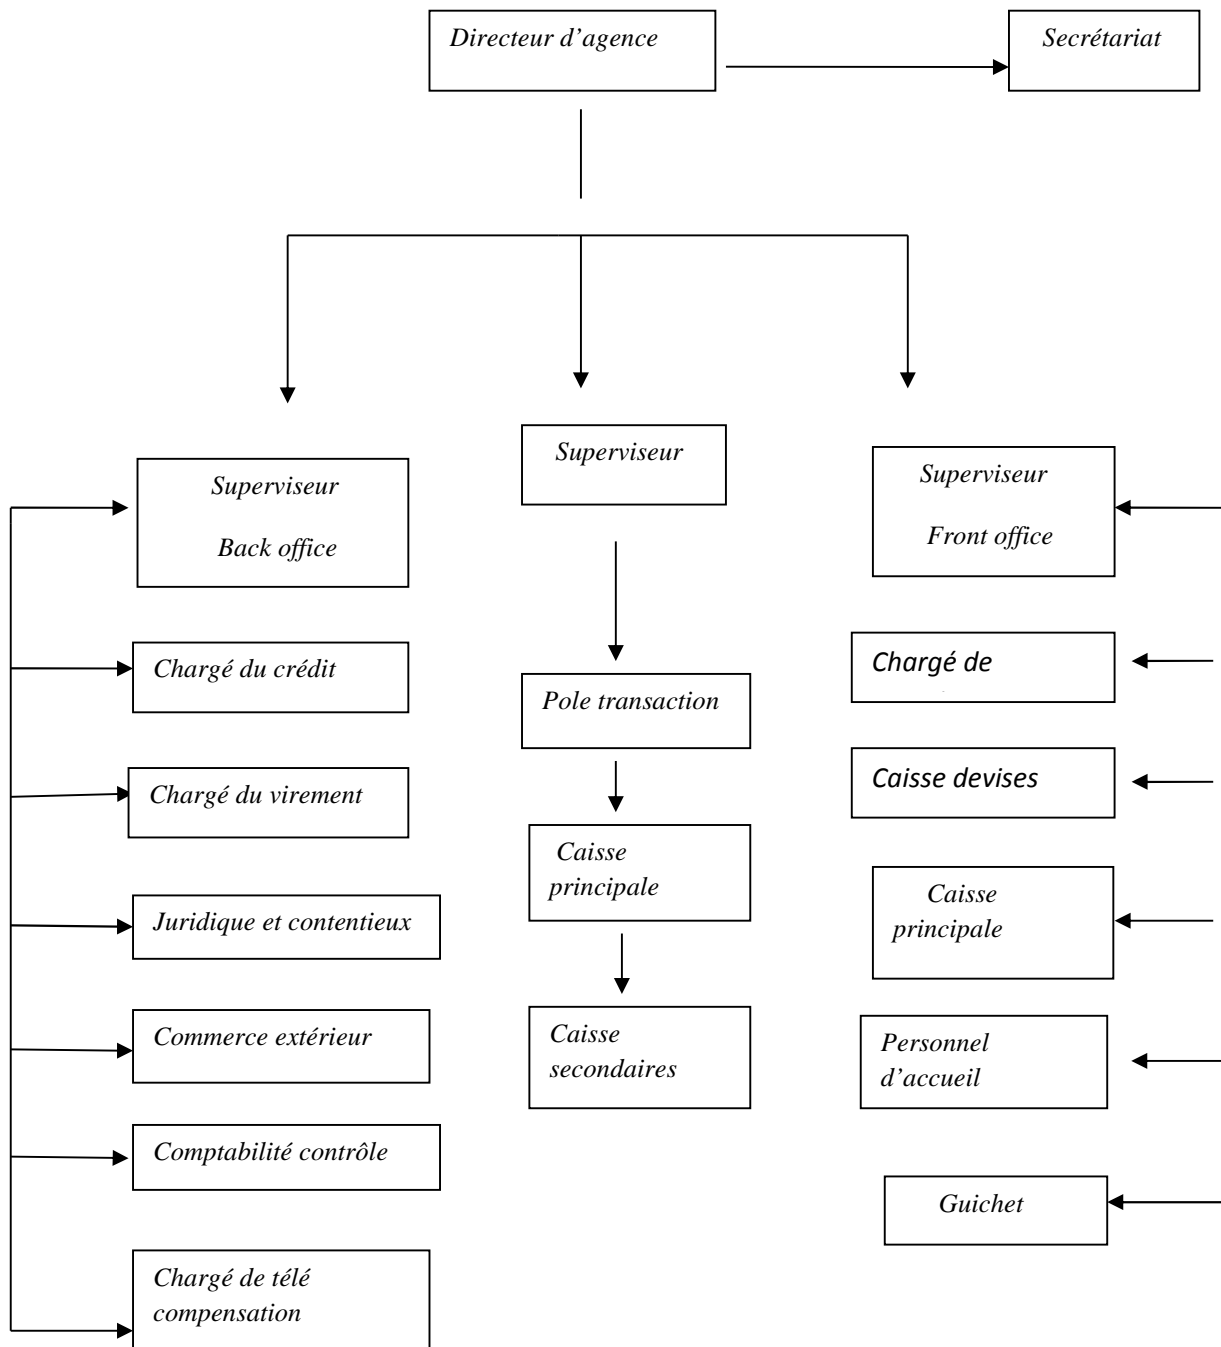 Directeur d’agence
Secrétariat
Superviseur
Back office
Superviseur
Superviseur
Front office
Chargé du crédit
Chargé du virement
Juridique et contentieux
Commerce extérieur
Comptabilité contrôle
Chargé de télé
compensation
Pole transaction
Caisse
principale
Caisse
secondaires
Chargé de
Caisse devises
Caisse
principale
Personnel
d’accueil
Guichet